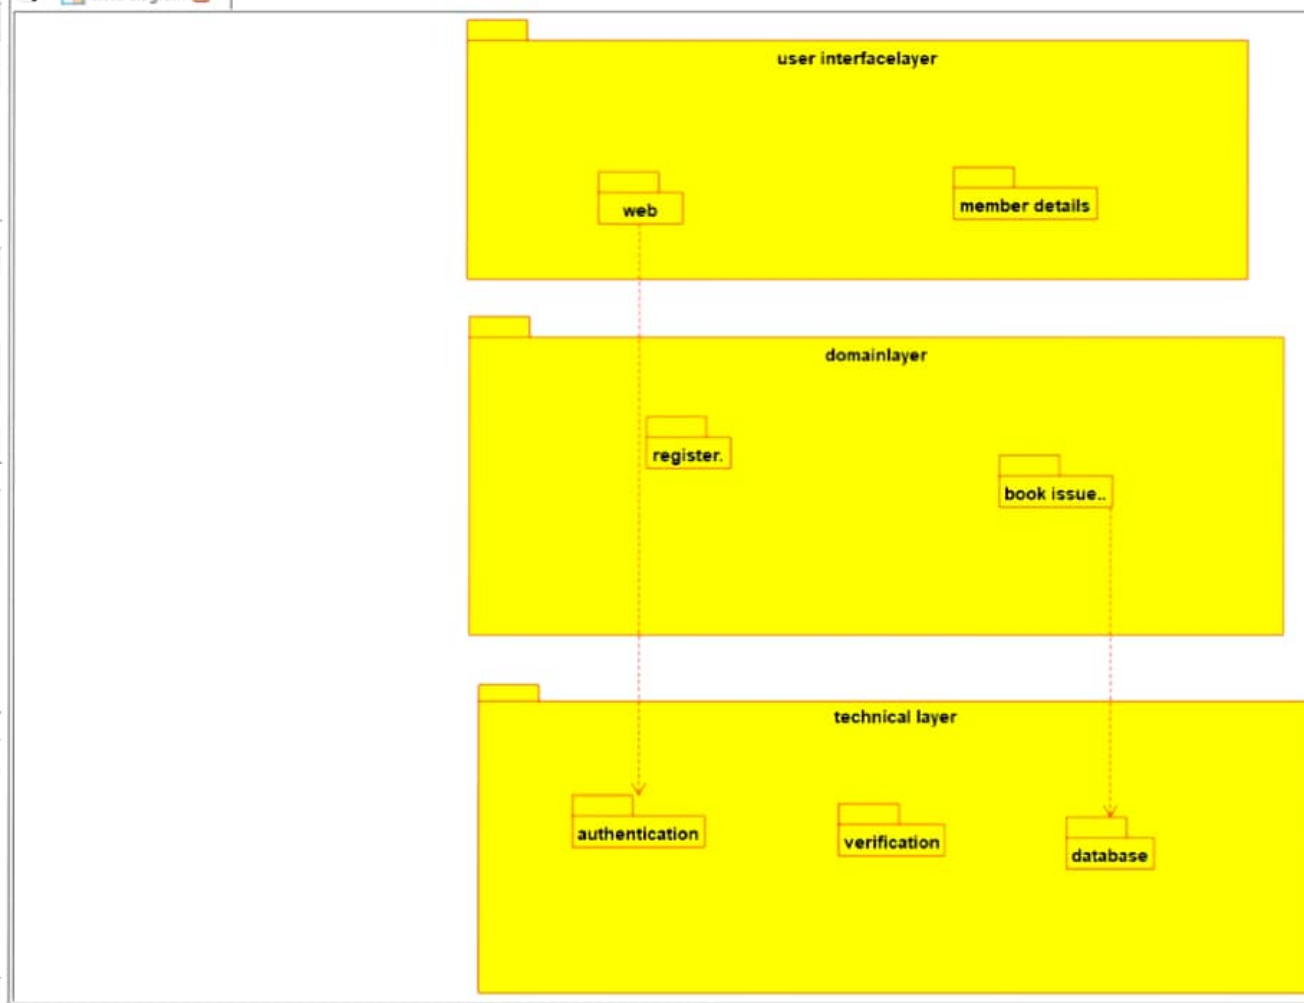 user interfacelayer
web
member details
domainlayer
register.
book issue..
technical layer
authentication
verification
database